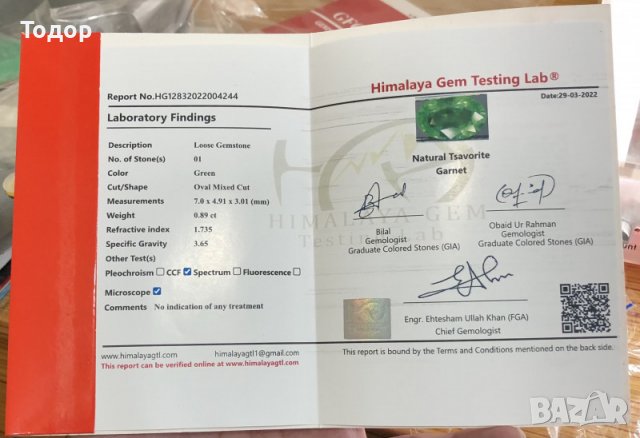 Тодор
GEM
Report No.HG12832022004244
Laboratory Findings
Description Loose Gemstone
No. of Stone(s) 01
Color Green
Cut/Shape Oval Mixed Cut
Measurements 7.0 x 4.91 x 3.01 (mm)
Weight 0.89 ct
Refractive index 1.735
Specific Gravity 3.65
Other Test(s)
Pleochroism CCF Spectrum Fluorescence
Microscope
Comments No indication of any treatment
www.himalayagtl.com himalayagtl1@gmail.com
This report can be verified online at www.himalayagtl.com
Himalaya Gem Testing Lab®
Date:29-03-2022
Natural Tsavorite
Garnet
HIMALAYA GEM
Testing Lab
Bilal
Gemologist
Graduate Colored Stones (GIA)
Obaid Ur Rahman
Gemologist
Graduate Colored Stones (GIA)
Engr. Ehtesham Ullah Khan (FGA)
Chief Gemologist
This report is bound by the Terms and Conditions mentioned on the back side.
BAZAR